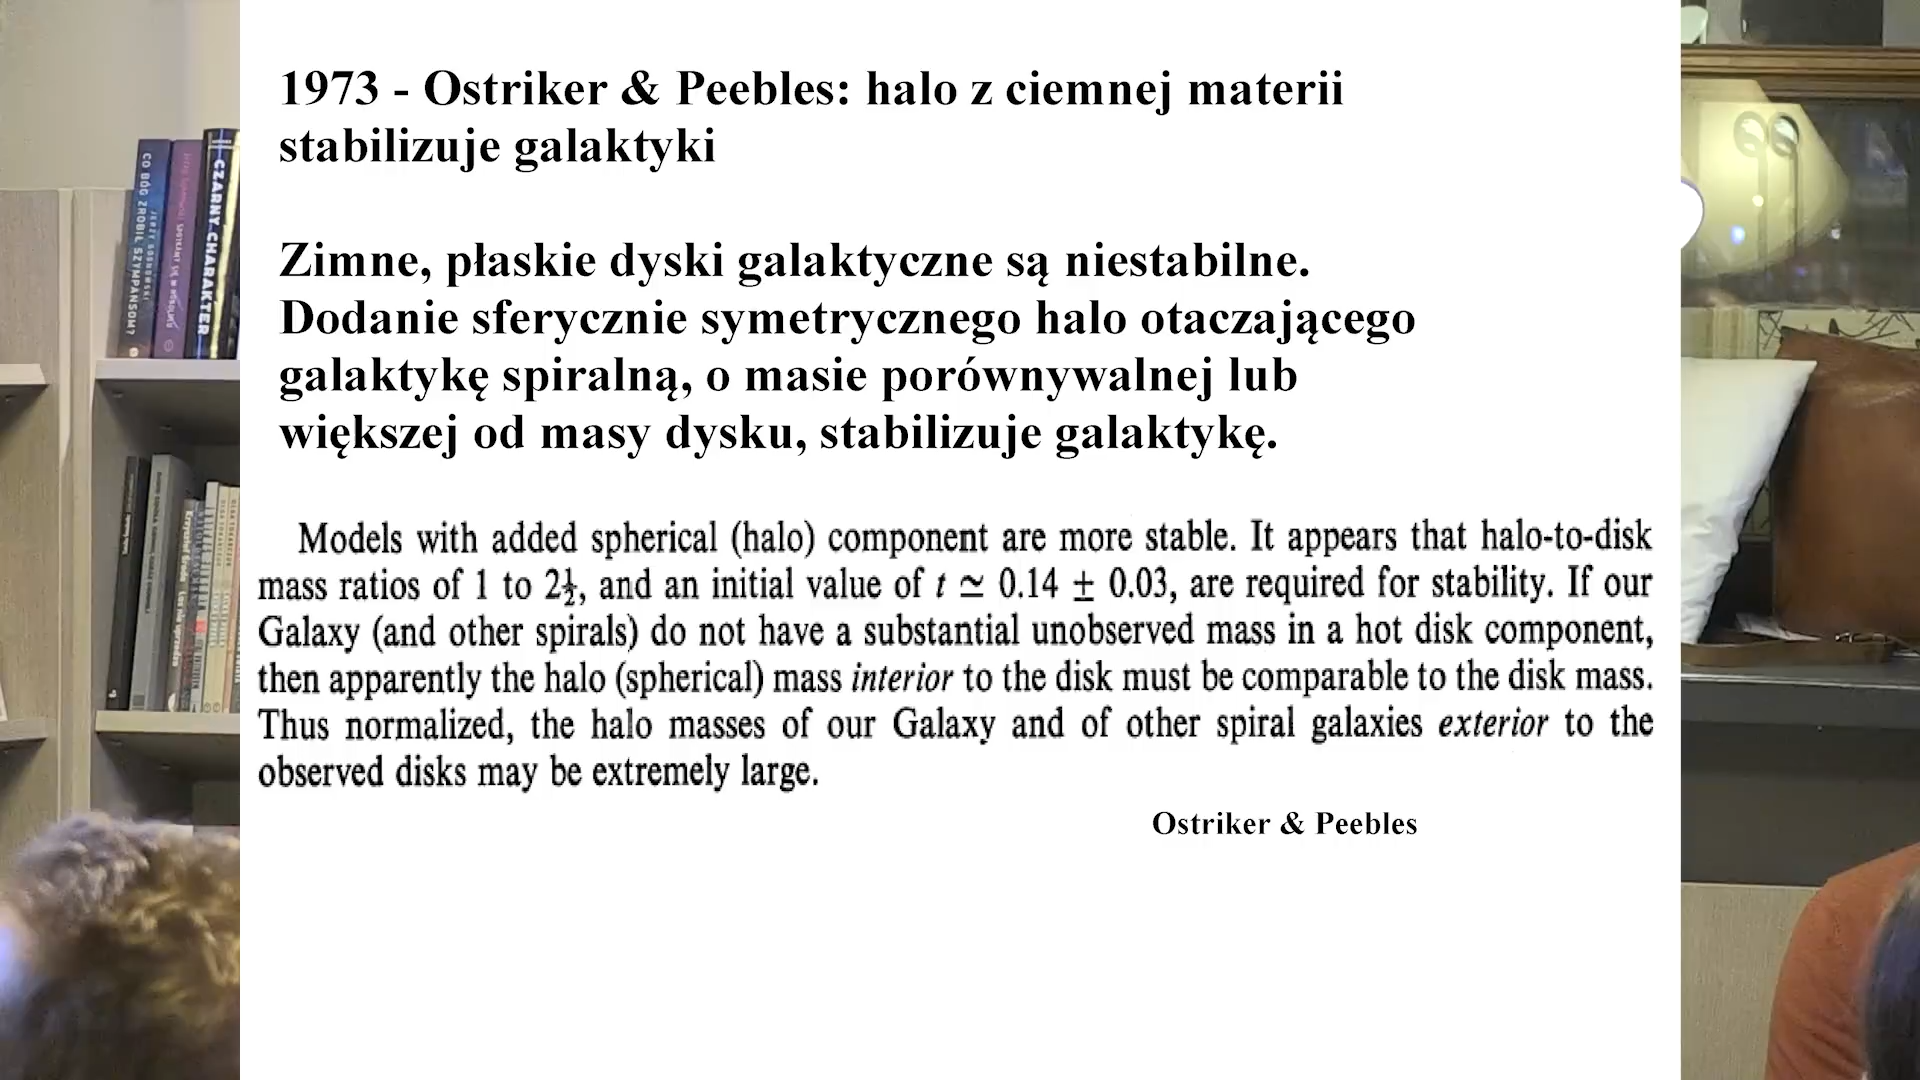 1973 - Ostriker & Peebles: halo z ciemnej materii
stabilizuje galaktyki
Zimne, płaskie dyski galaktyczne są niestabilne.
Dodanie sferycznie symetrycznego halo otaczającego
galaktykę spiralną, o masie porównywalnej lub
większej od masy dysku, stabilizuje galaktykę.
Models with added spherical (halo) component are more stable. It appears that halo-to-disk
mass ratios of 1 to 2½, and an initial value of t ≃ 0.14 ± 0.03, are required for stability. If our
Galaxy (and other spirals) do not have a substantial unobserved mass in a hot disk component,
then apparently the halo (spherical) mass interior to the disk must be comparable to the disk mass.
Thus normalized, the halo masses of our Galaxy and of other spiral galaxies exterior to the
observed disks may be extremely large.
Ostriker & Peebles
CO BÓG ZROBIŁ SZYMPANSOM?
CZARNY CHARAKTER